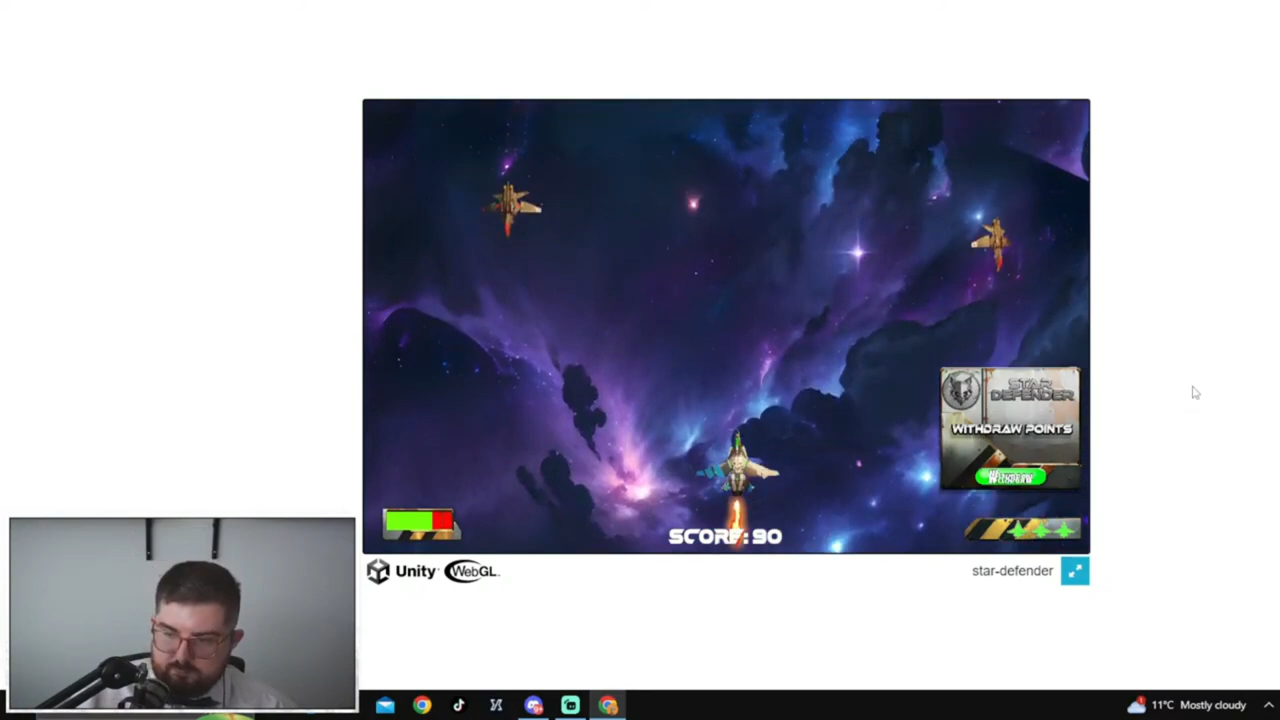 STAR
DEFENDER
WITHDRAW POINTS
WITHDRAW
SCORE: 90
Unity WebGL
star-defender
11°C Mostly cloudy